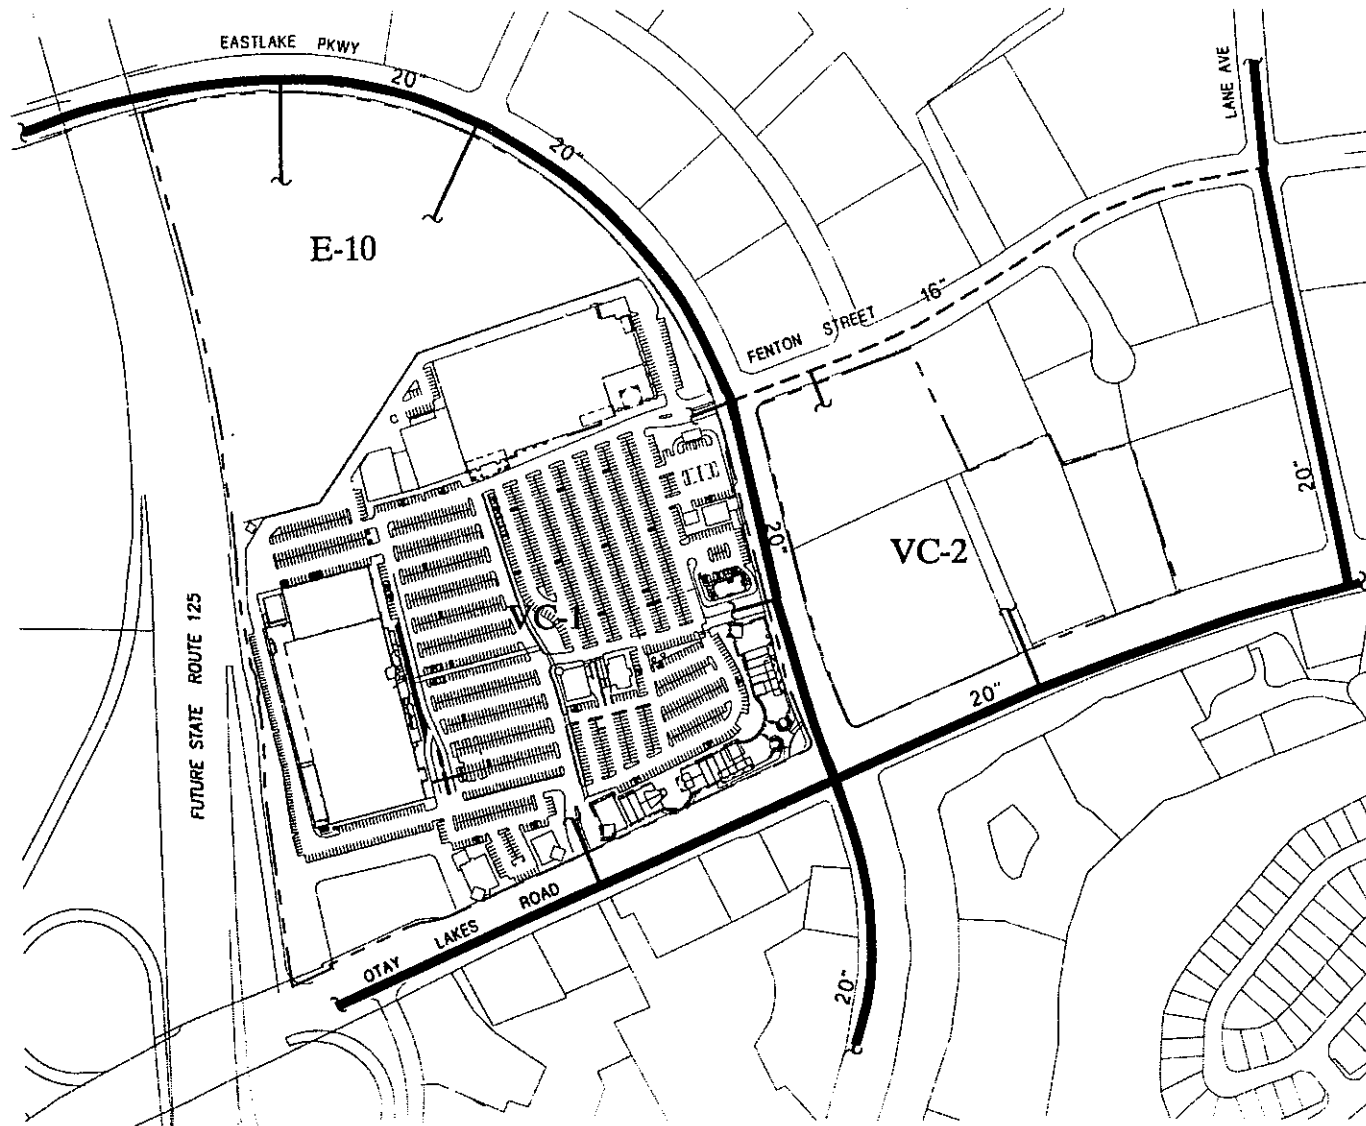 EASTLAKE PKWY
20"
20"
LANE AVE
E-10
16"
FENTON STREET
20"
20"
VC-2
VC-1
FUTURE STATE ROUTE 125
20"
OTAY LAKES ROAD
20"